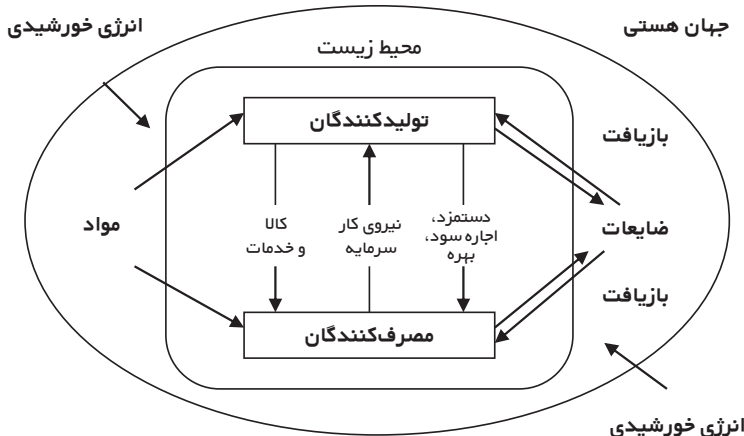 انرژی خورشیدی
جهان هستی
محیط زیست
تولیدکنندگان
بازیافت
مواد
کالا
و خدمات
نیروی کار
سرمایه
دستمزد،
اجاره سود،
بهره
ضایعات
بازیافت
مصرف‌کنندگان
انرژی خورشیدی